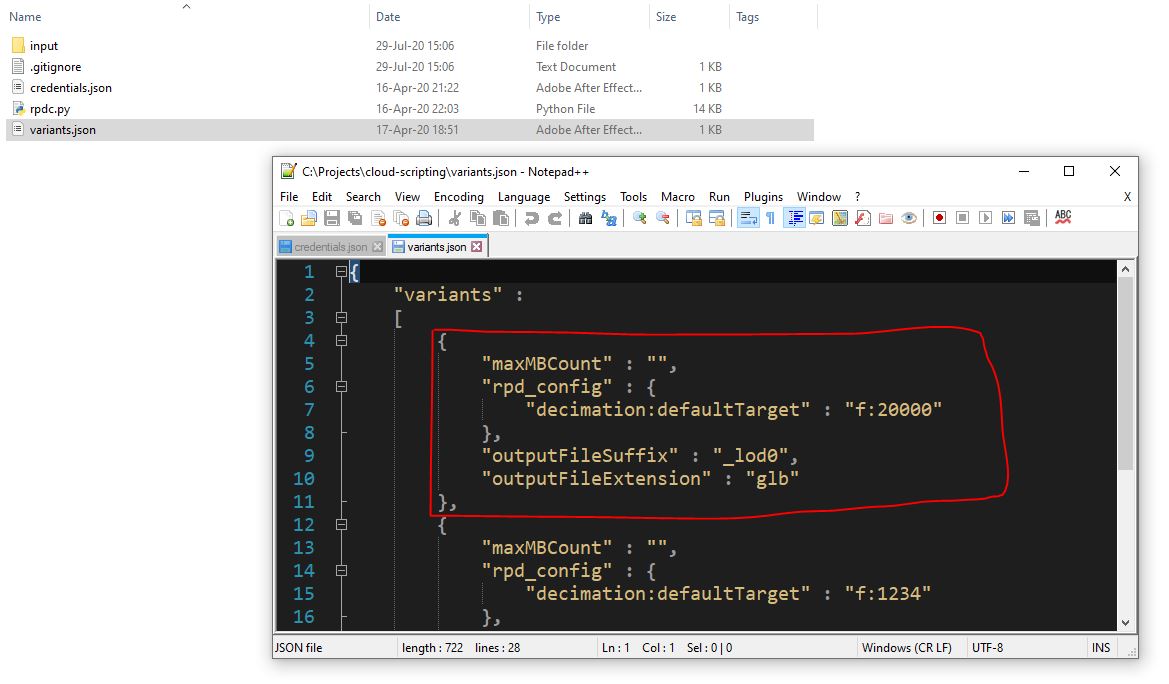 Name Date Type Size Tags
input 29-Jul-20 15:06 File folder
.gitignore 29-Jul-20 15:06 Text Document 1 KB
credentials.json 16-Apr-20 21:22 Adobe After Effect... 1 KB
rpdc.py 16-Apr-20 22:03 Python File 14 KB
variants.json 17-Apr-20 18:51 Adobe After Effect... 1 KB
C:\Projects\cloud-scripting\variants.json - Notepad++
File Edit Search View Encoding Language Settings Tools Macro Run Plugins Window ? X
ABC
credentials.json variants.json
1 {
2 "variants" :
3 [
4 {
5 "maxMBCount" : "",
6 "rpd_config" : {
7 "decimation:defaultTarget" : "f:20000"
8 },
9 "outputFileSuffix" : "_lod0",
10 "outputFileExtension" : "glb"
11 },
12 {
13 "maxMBCount" : "",
14 "rpd_config" : {
15 "decimation:defaultTarget" : "f:1234"
16 },
JSON file length : 722 lines : 28 Ln : 1 Col : 1 Sel : 0 | 0 Windows (CR LF) UTF-8 INS